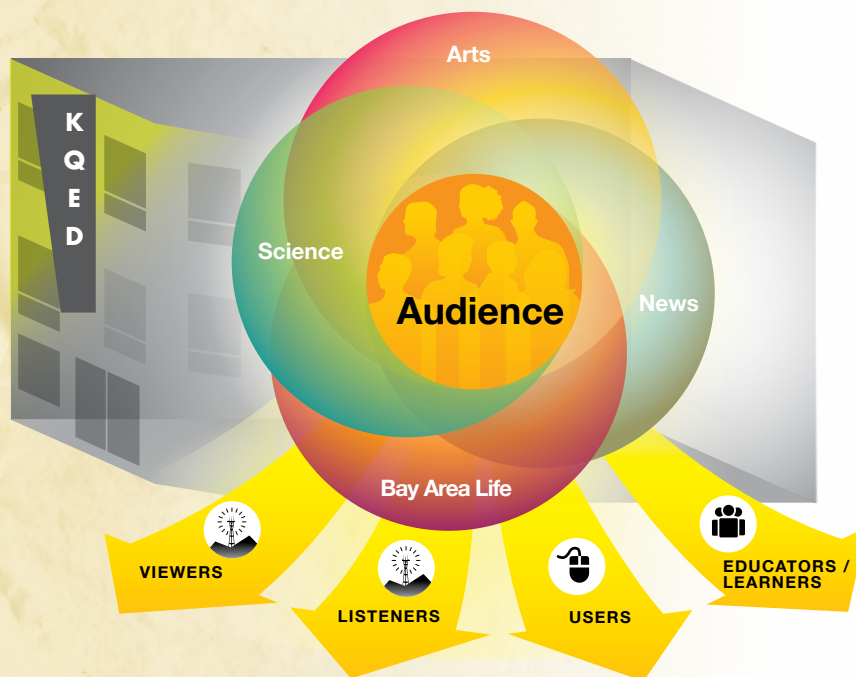 Arts
K
Q
E
D
Science
Audience
News
Bay Area Life
VIEWERS
LISTENERS
USERS
EDUCATORS /
LEARNERS